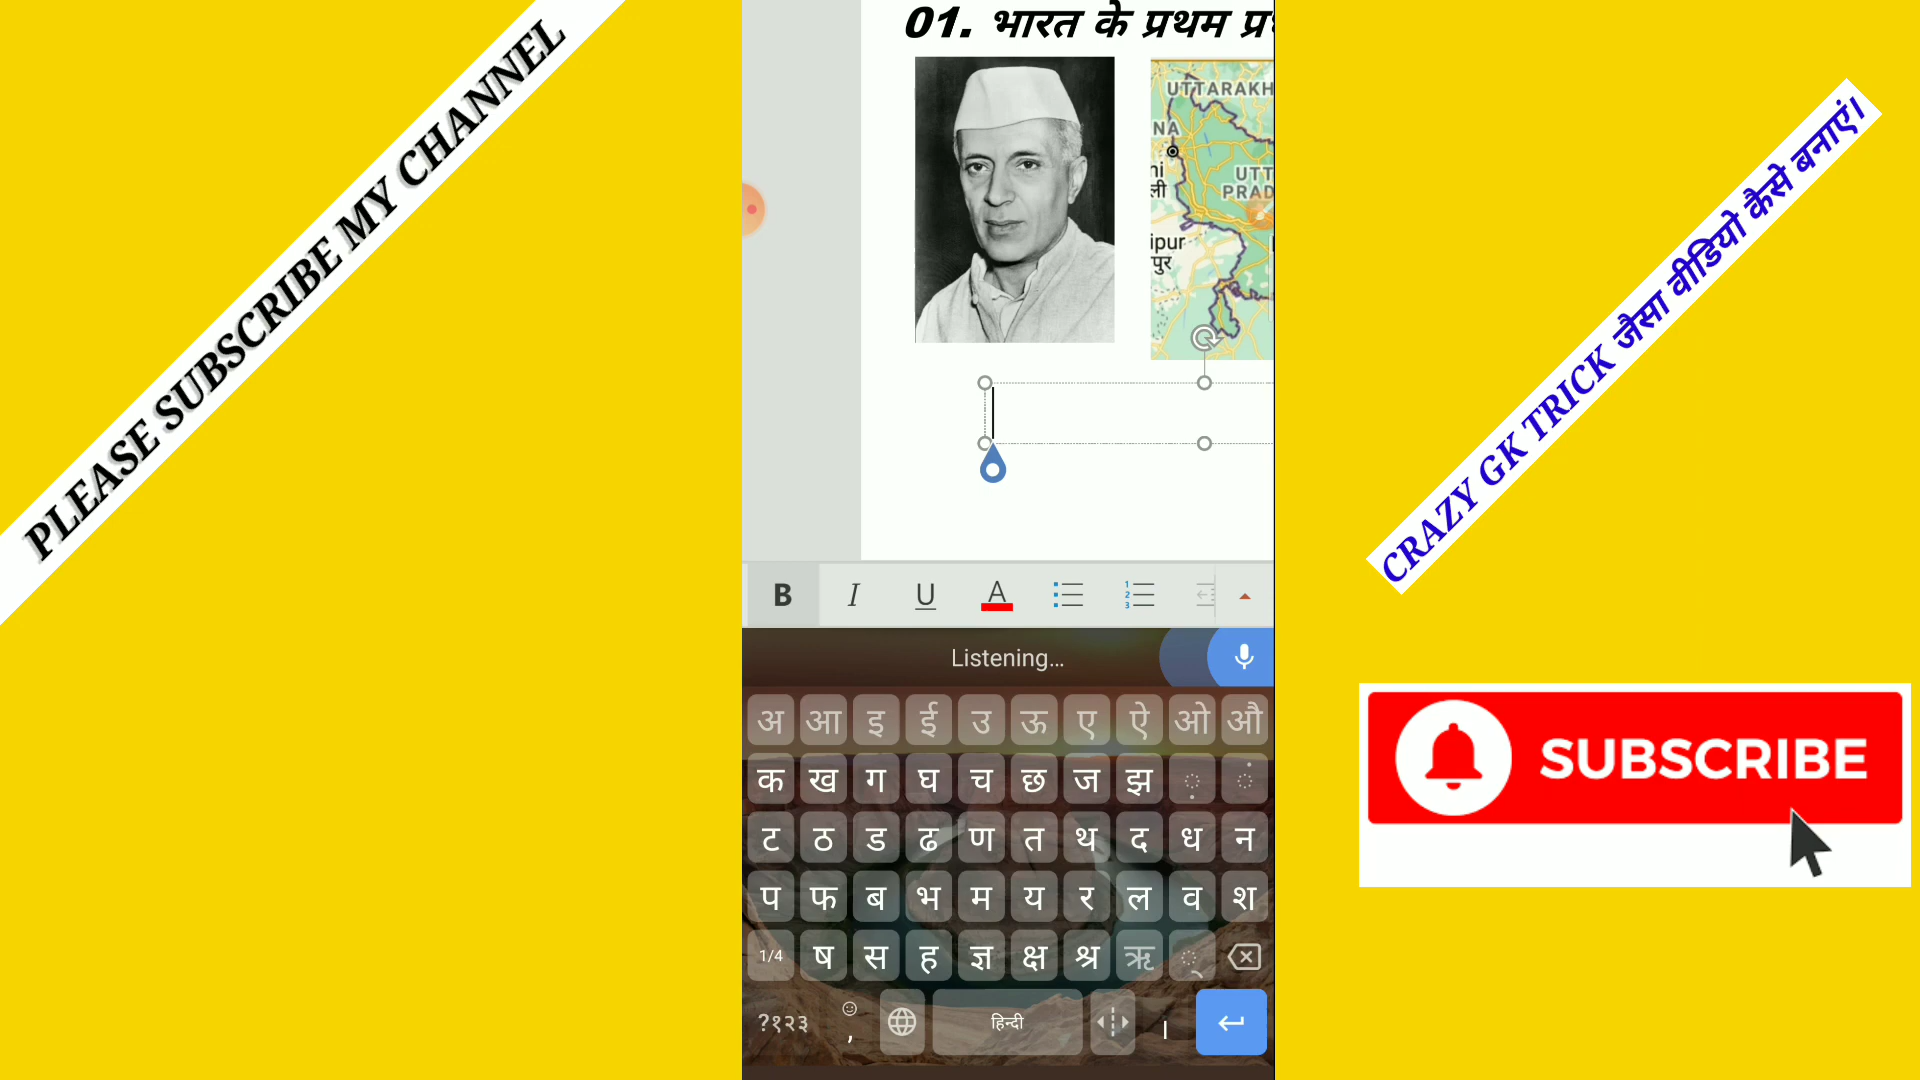 PLEASE SUBSCRIBE MY CHANNEL
01. भारत के प्रथम
UTTARAKH
NA
UTT
PRAD
ली
ipur
पुर
CRAZY GK TRICK जैसा वीडियो कैसे बनाएं।
B I U A
Listening...
अ आ इ ई उ ऊ ए ऐ ओ औ
क ख ग घ च छ ज झ
ट ठ ड ढ ण त थ द ध न
प फ ब भ म य र ल व श
1/4 ष स ह ज्ञ क्ष श्र ऋ
?१२३ , हिन्दी ।
SUBSCRIBE